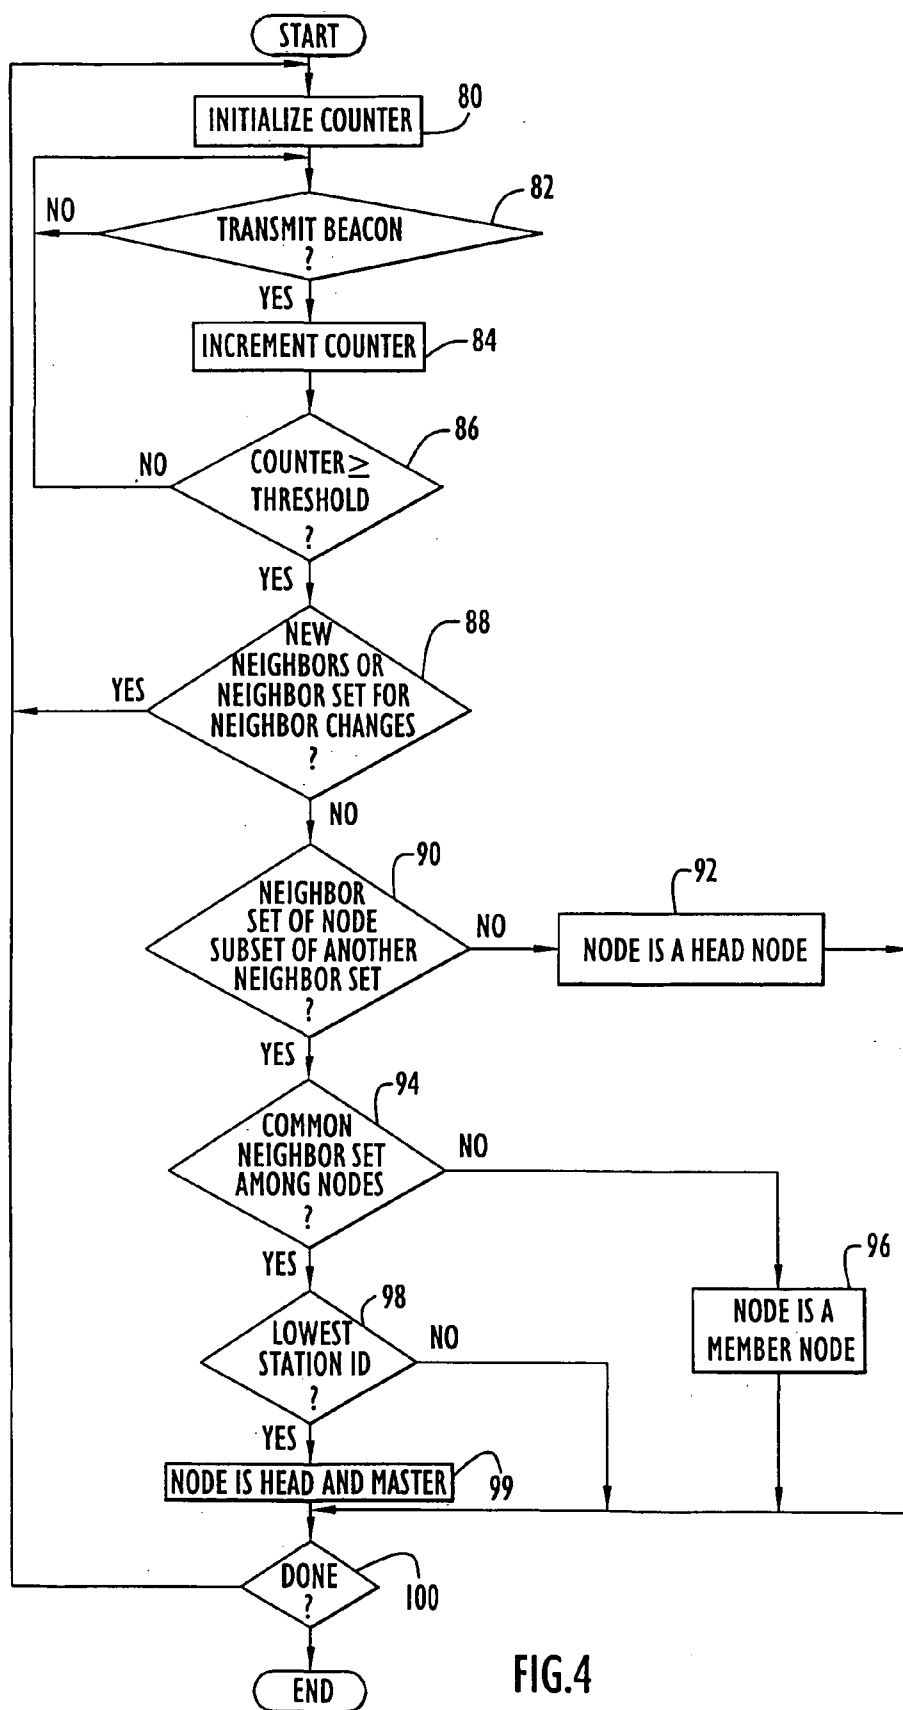 START
INITIALIZE COUNTER
80
NO
TRANSMIT BEACON
?
82
YES
INCREMENT COUNTER
84
NO
COUNTER ≥
THRESHOLD
?
86
YES
YES
NEW
NEIGHBORS OR
NEIGHBOR SET FOR
NEIGHBOR CHANGES
?
88
NO
NEIGHBOR
SET OF NODE
SUBSET OF ANOTHER
NEIGHBOR SET
?
90
NO
92
NODE IS A HEAD NODE
YES
COMMON
NEIGHBOR SET
AMONG NODES
?
94
NO
96
NODE IS A
MEMBER NODE
YES
LOWEST
STATION ID
?
98
NO
YES
NODE IS HEAD AND MASTER
99
DONE
?
100
END
FIG.4